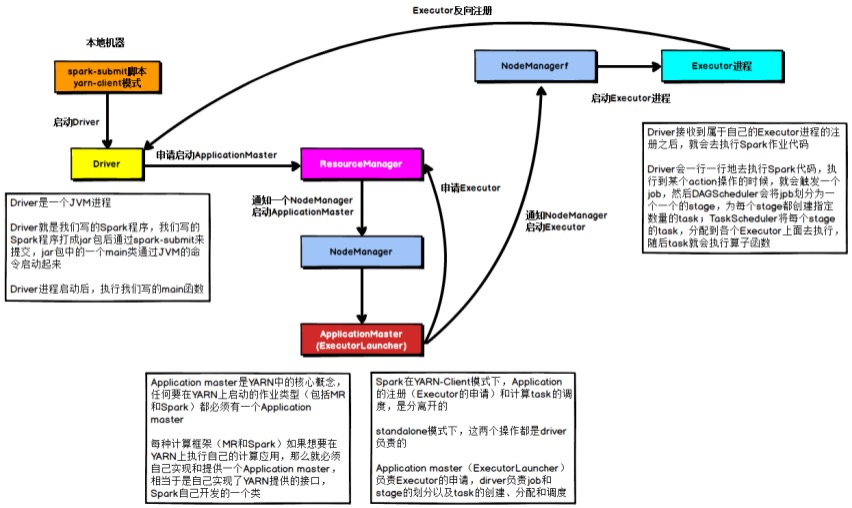 Executor反向注册
本地机器
spark-submit脚本
yarn-client模式
NodeManagerf
Executor进程
启动Driver
启动Executor进程
Driver
申请启动ApplicationMaster
ResourceManager
Driver接收到属于自己的Executor进程的注
册之后，就会去执行Spark作业代码
Driver会一行一行地去执行Spark代码，执
行到某个action操作的时候，就会触发一个
job，然后DAGScheduler会将job划分为一
个一个的stage，为每个stage都创建指定
数量的task；TaskScheduler将每个stage
的task，分配到各个Executor上面去执行，
随后task就会执行算子函数
通知一个NodeManager
启动ApplicationMaster
申请Executor
通知NodeManager
启动Executor
Driver是一个JVM进程
Driver就是我们写的Spark程序，我们写的
Spark程序打成jar包后通过spark-submit来
提交，jar包中的一个main类通过JVM的命
令启动起来
Driver进程启动后，执行我们写的main函数
NodeManager
ApplicationMaster
(ExecutorLauncher)
Application master是YARN中的核心概念，
任何要在YARN上启动的作业类型（包括MR
和Spark）都必须有一个Application
master
每种计算框架（MR和Spark）如果想要在
YARN上执行自己的计算应用，那么就必须
自己实现和提供一个Application master，
相当于是自己实现了YARN提供的接口，
Spark自己开发的一个类
Spark在YARN-Client模式下，Application
的注册（Executor的申请）和计算task的调
度，是分离开的
standalone模式下，这两个操作都是driver
负责的
Application master（ExecutorLauncher）
负责Executor的申请，dirver负责job和
stage的划分以及task的创建、分配和调度